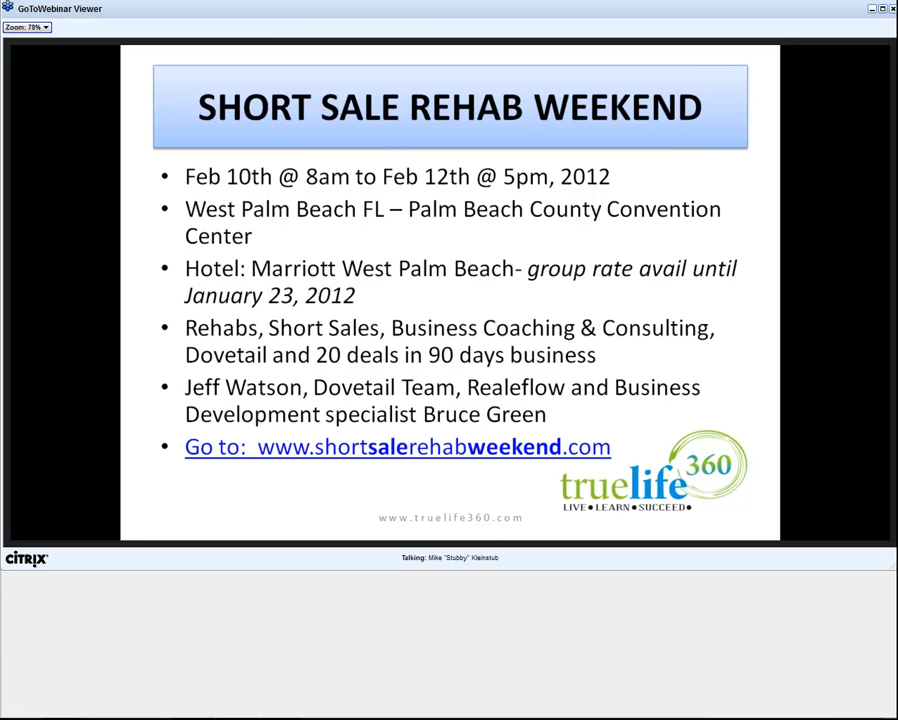 GoToWebinar Viewer
Zoom: 78%
SHORT SALE REHAB WEEKEND
• Feb 10th @ 8am to Feb 12th @ 5pm, 2012
• West Palm Beach FL – Palm Beach County Convention
Center
• Hotel: Marriott West Palm Beach- group rate avail until
January 23, 2012
• Rehabs, Short Sales, Business Coaching & Consulting,
Dovetail and 20 deals in 90 days business
• Jeff Watson, Dovetail Team, Realeflow and Business
Development specialist Bruce Green
• Go to:  www.shortsalerehabweekend.com
truelife 360
LIVE • LEARN • SUCCEED •
www.truelife360.com
CITRIX
Talking: Mike "Stubby" Kleinstub